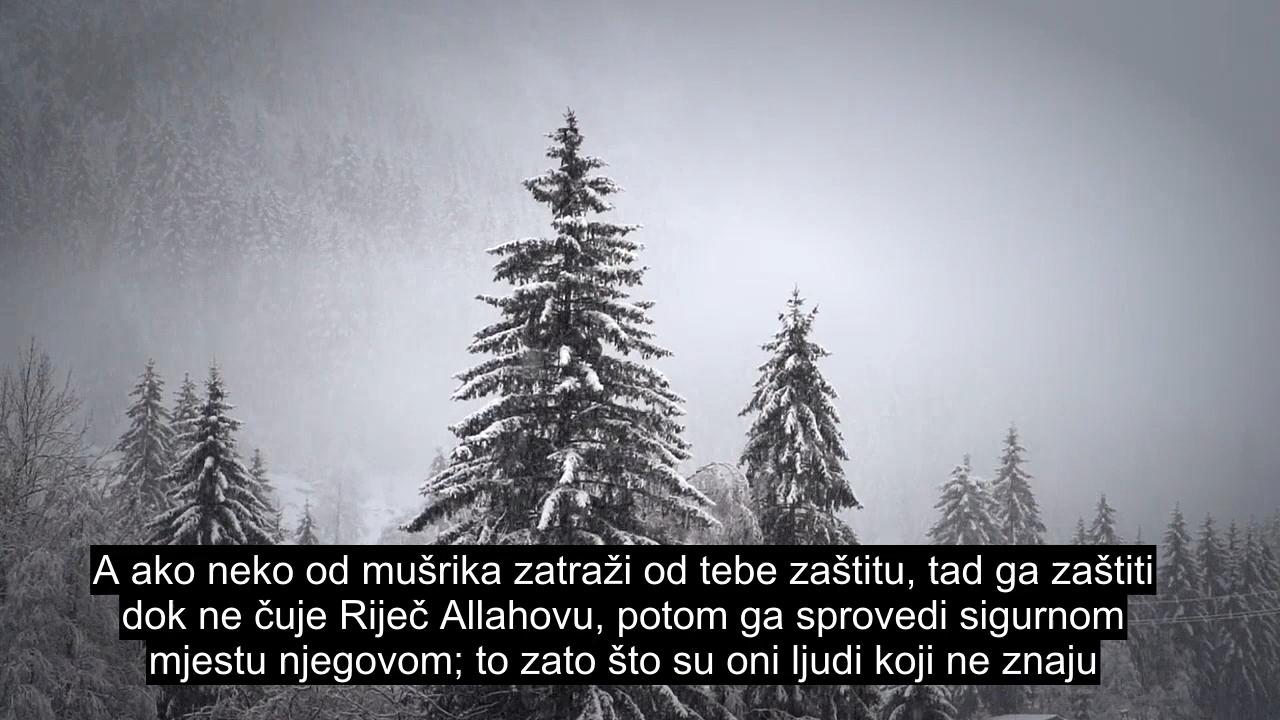 A ako neko od mušrika zatraži od tebe zaštitu, tad ga zaštiti
dok ne čuje Riječ Allahovu, potom ga sprovedi sigurnom
mjestu njegovom; to zato što su oni ljudi koji ne znaju